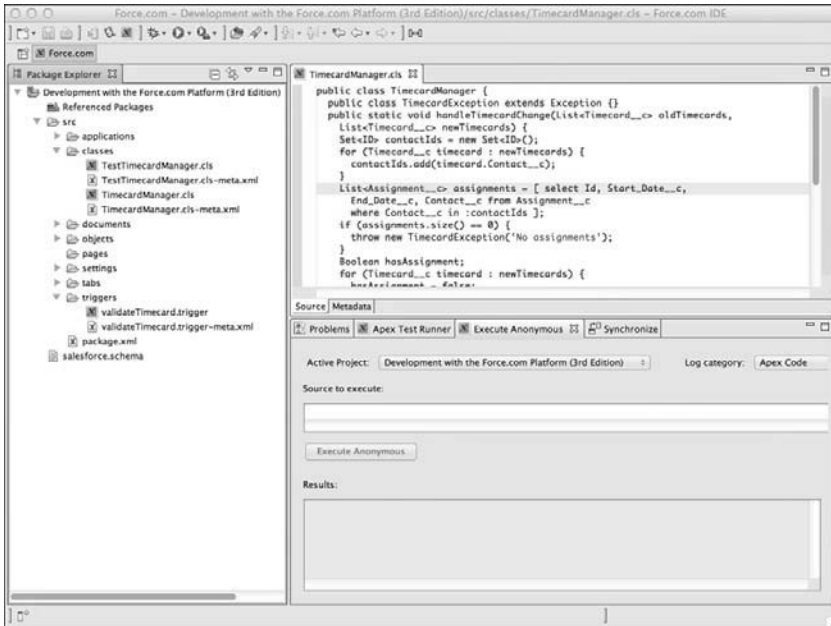 Force.com – Development with the Force.com Platform (3rd Edition)/src/classes/TimecardManager.cls – Force.com IDE
Force.com
Package Explorer
Development with the Force.com Platform (3rd Edition)
Referenced Packages
src
applications
classes
TestTimecardManager.cls
TestTimecardManager.cls-meta.xml
TimecardManager.cls
TimecardManager.cls-meta.xml
documents
objects
pages
settings
tabs
triggers
validateTimecard.trigger
validateTimecard.trigger-meta.xml
package.xml
salesforce.schema
TimecardManager.cls
public class TimecardManager {
public class TimecardException extends Exception {}
public static void handleTimecardChange(List<Timecard__c> oldTimecards,
List<Timecard__c> newTimecards) {
Set<ID> contactIds = new Set<ID>();
for (Timecard__c timecard : newTimecards) {
contactIds.add(timecard.Contact__c);
}
List<Assignment__c> assignments = [ select Id, Start_Date__c,
End_Date__c, Contact__c from Assignment__c
where Contact__c in :contactIds ];
if (assignments.size() == 0) {
throw new TimecardException('No assignments');
}
Boolean hasAssignment;
for (Timecard__c timecard : newTimecards) {
hasAssignment = false;
Source Metadata
Problems Apex Test Runner Execute Anonymous Synchronize
Active Project: Development with the Force.com Platform (3rd Edition) Log category: Apex Code
Source to execute:
Execute Anonymous
Results: